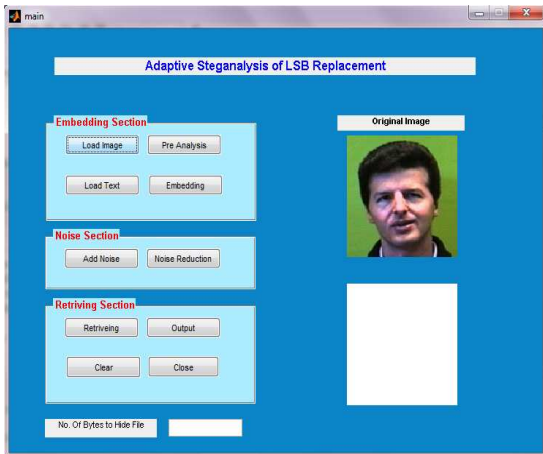 main
Adaptive Steganalysis of LSB Replacement
Embedding Section
Load Image
Pre Analysis
Load Text
Embedding
Noise Section
Add Noise
Noise Reduction
Retriving Section
Retriveing
Output
Clear
Close
No. Of Bytes to Hide File
Original Image